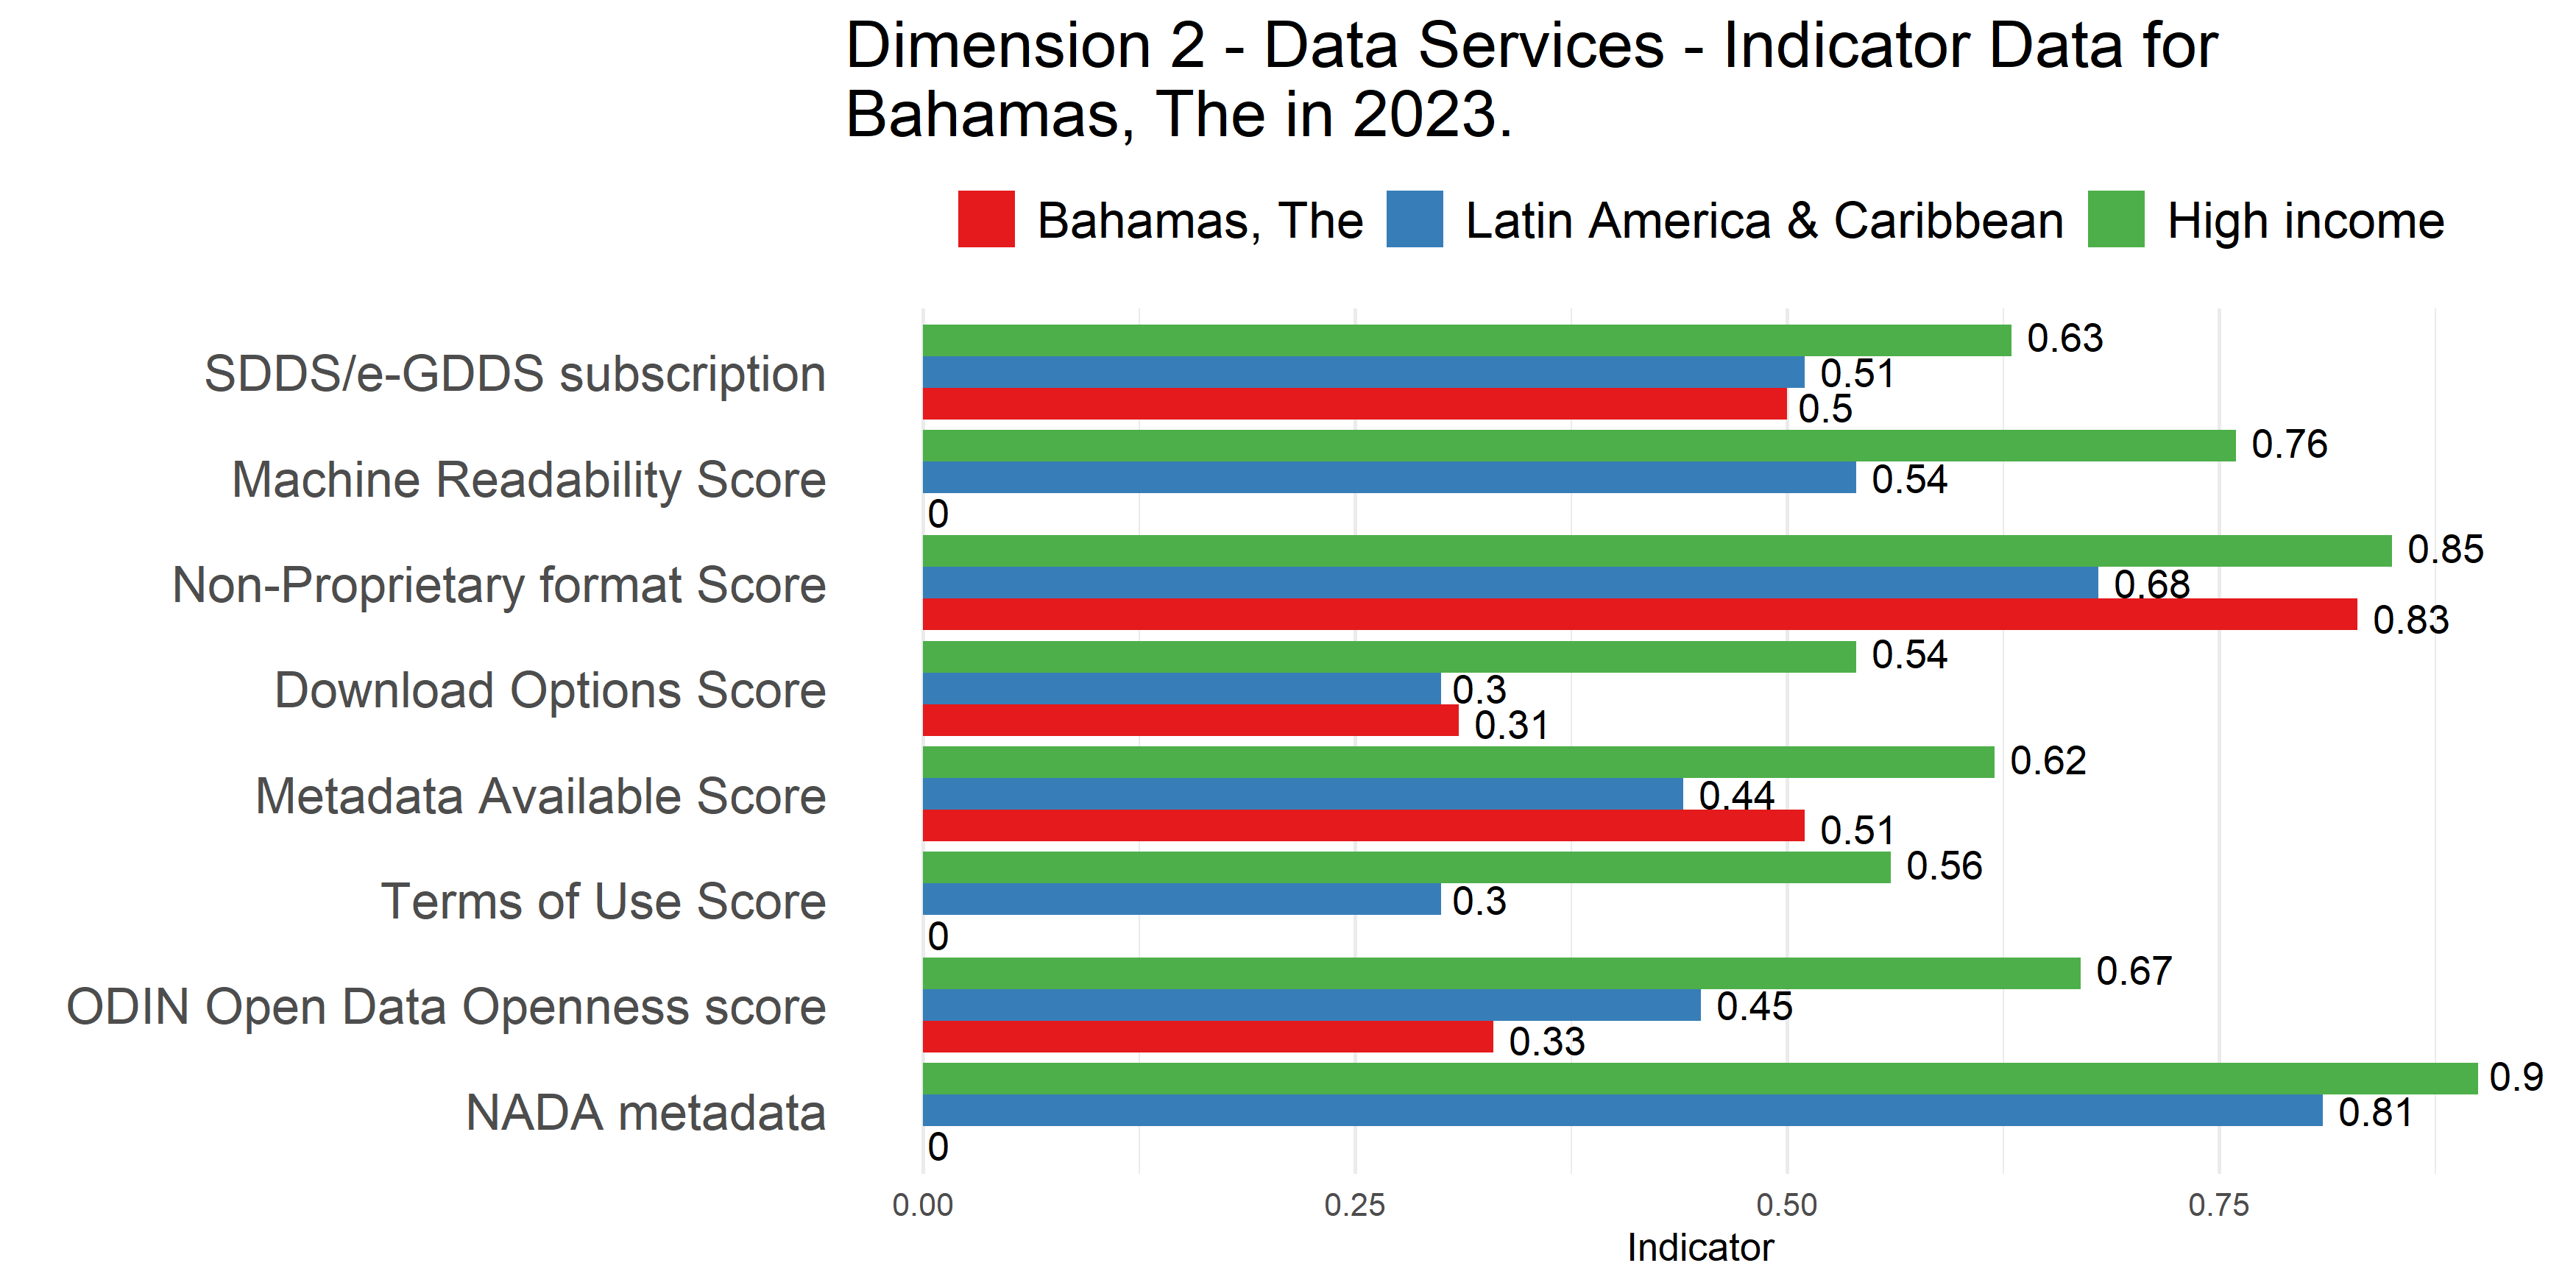 Dimension 2 - Data Services - Indicator Data for
Bahamas, The in 2023.
Bahamas, The
Latin America & Caribbean
High income
SDDS/e-GDDS subscription
0.63
0.51
0.5
Machine Readability Score
0.76
0.54
0
Non-Proprietary format Score
0.85
0.68
0.83
Download Options Score
0.54
0.3
0.31
Metadata Available Score
0.62
0.44
0.51
Terms of Use Score
0.56
0.3
0
ODIN Open Data Openness score
0.67
0.45
0.33
NADA metadata
0.9
0.81
0
0.00
0.25
0.50
0.75
Indicator